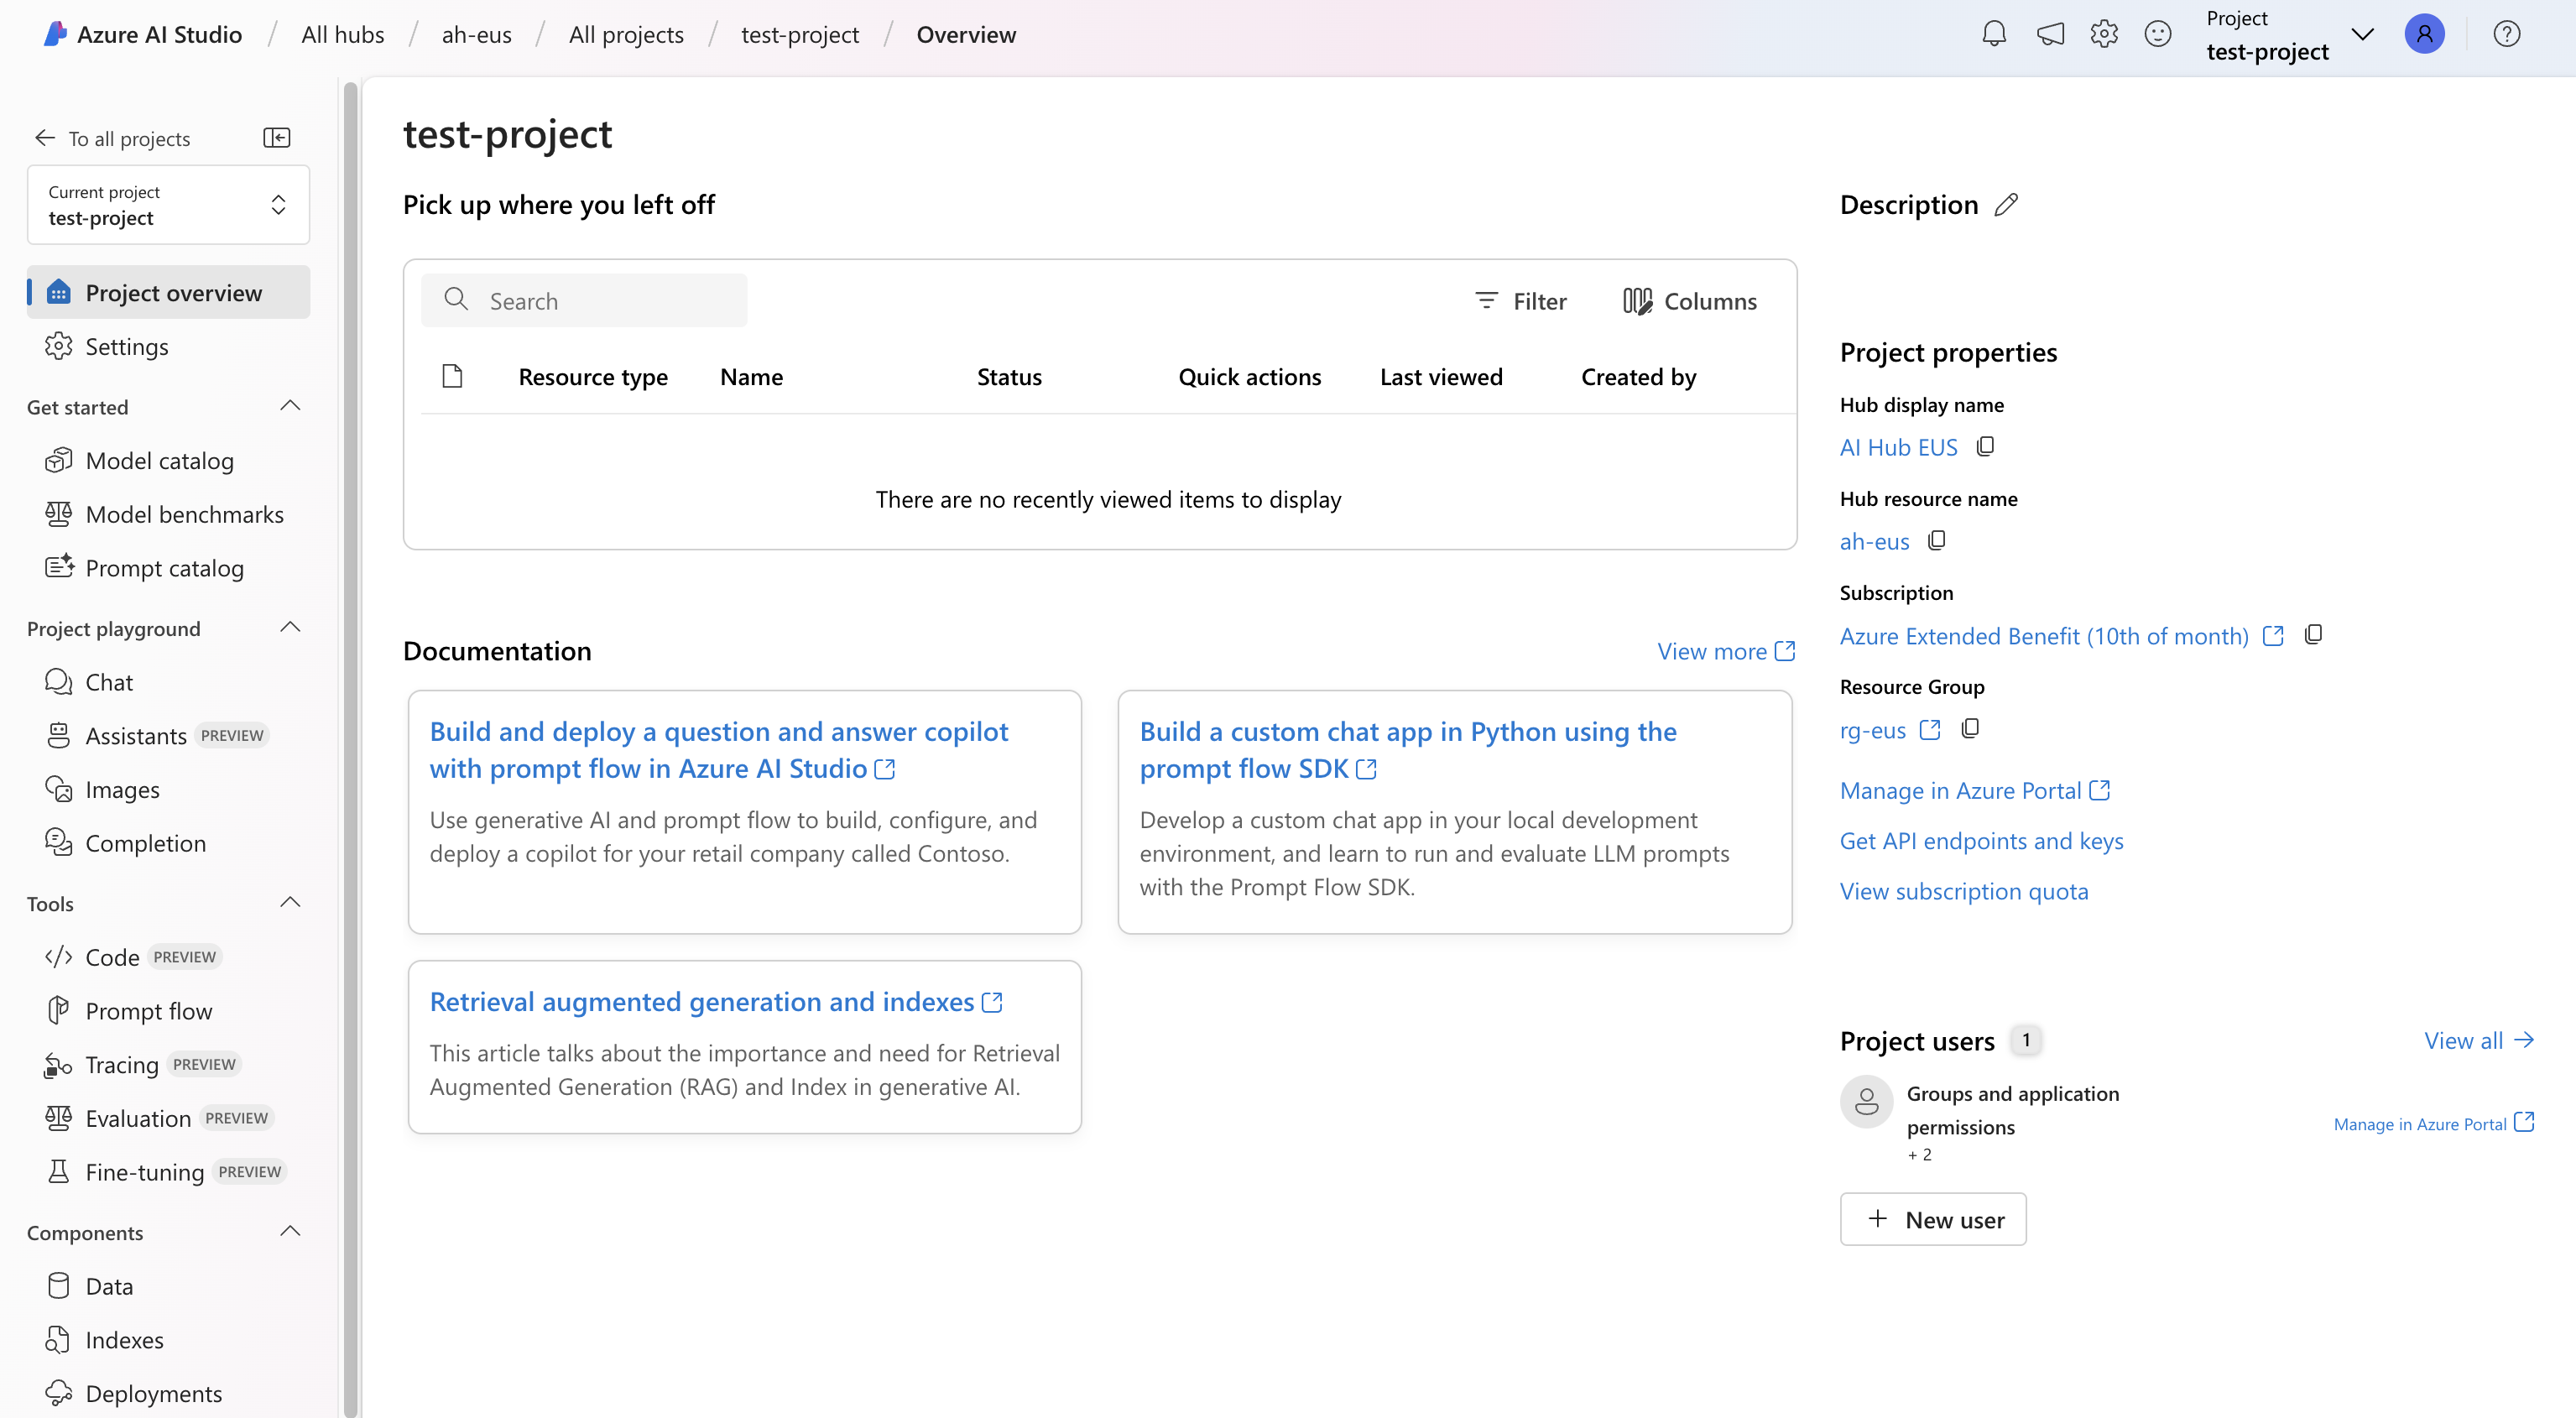 Azure AI Studio / All hubs / ah-eus / All projects / test-project / Overview
Project
test-project
To all projects
Current project
test-project
Project overview
Settings
Get started
Model catalog
Model benchmarks
Prompt catalog
Project playground
Chat
Assistants PREVIEW
Images
Completion
Tools
Code PREVIEW
Prompt flow
Tracing PREVIEW
Evaluation PREVIEW
Fine-tuning PREVIEW
Components
Data
Indexes
Deployments
test-project
Pick up where you left off
Search
Filter
Columns
Resource type Name Status Quick actions Last viewed Created by
There are no recently viewed items to display
Documentation
View more
Build and deploy a question and answer copilot
with prompt flow in Azure AI Studio
Use generative AI and prompt flow to build, configure, and
deploy a copilot for your retail company called Contoso.
Build a custom chat app in Python using the
prompt flow SDK
Develop a custom chat app in your local development
environment, and learn to run and evaluate LLM prompts
with the Prompt Flow SDK.
Retrieval augmented generation and indexes
This article talks about the importance and need for Retrieval
Augmented Generation (RAG) and Index in generative AI.
Description
Project properties
Hub display name
AI Hub EUS
Hub resource name
ah-eus
Subscription
Azure Extended Benefit (10th of month)
Resource Group
rg-eus
Manage in Azure Portal
Get API endpoints and keys
View subscription quota
Project users 1
View all
Groups and application
permissions
+ 2
Manage in Azure Portal
+ New user